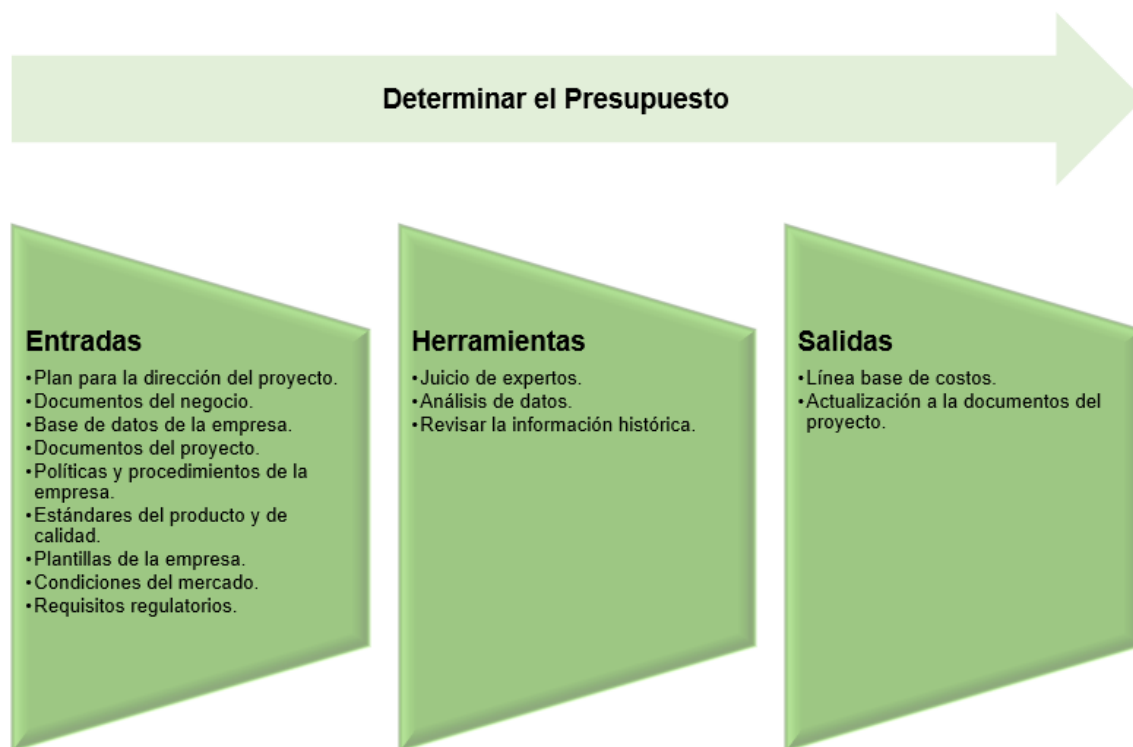 Determinar el Presupuesto
Entradas
•Plan para la dirección del proyecto.
•Documentos del negocio.
•Base de datos de la empresa.
•Documentos del proyecto.
•Políticas y procedimientos de la
empresa.
•Estándares del producto y de
calidad.
•Plantillas de la empresa.
•Condiciones del mercado.
•Requisitos regulatorios.
Herramientas
•Juicio de expertos.
•Análisis de datos.
•Revisar la información histórica.
Salidas
•Línea base de costos.
•Actualización a la documentos del
proyecto.